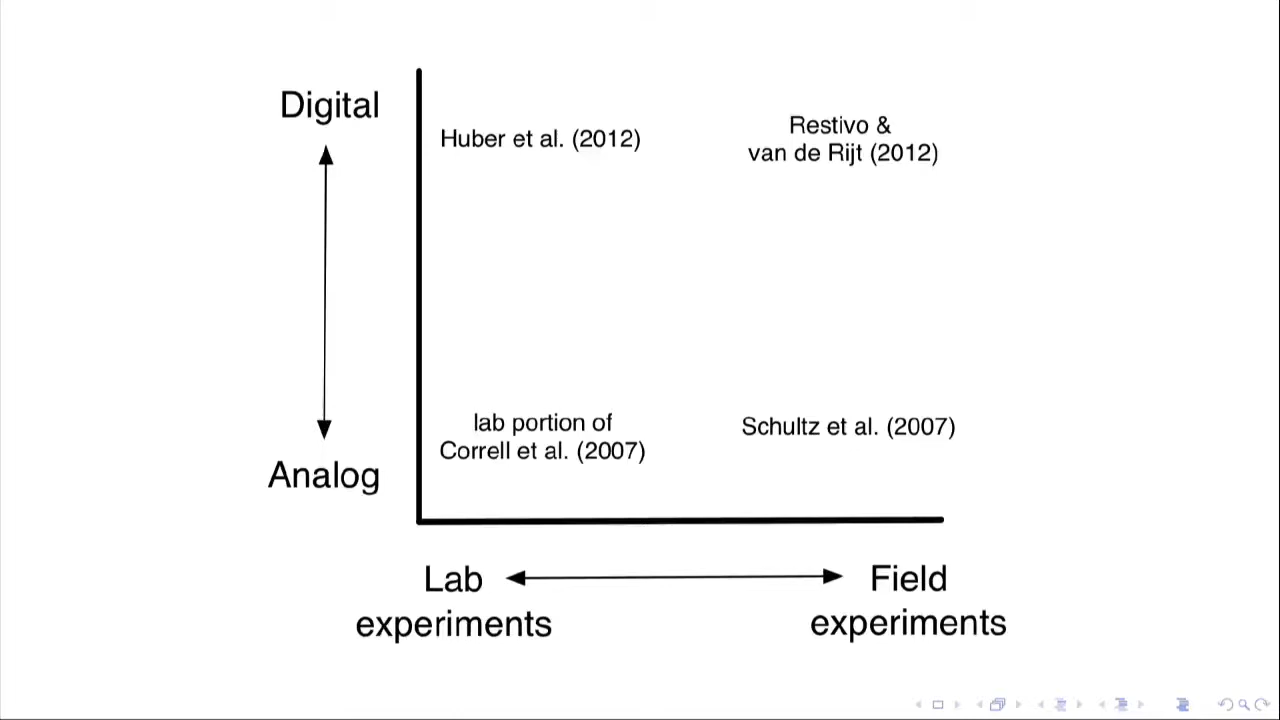 Digital
Huber et al. (2012)
Restivo &
van de Rijt (2012)
lab portion of
Correll et al. (2007)
Schultz et al. (2007)
Analog
Lab
experiments
Field
experiments